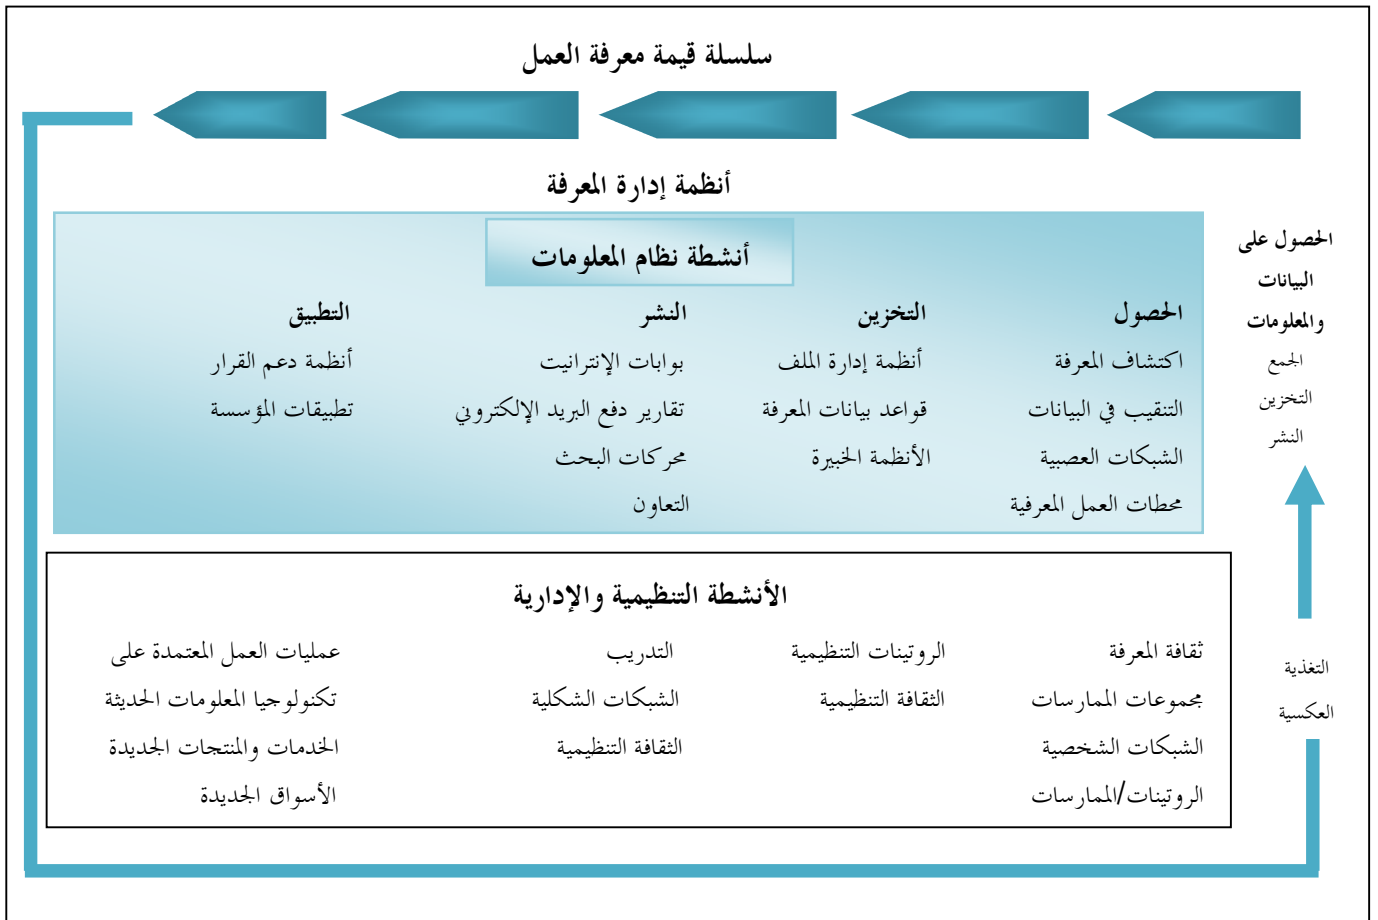 سلسلة قيمة معرفة العمل
أنظمة إدارة المعرفة
الحصول على
البيانات
والمعلومات
الجمع
التخزين
النشر
أنشطة نظام المعلومات
الحصول
اكتشاف المعرفة
التنقيب في البيانات
الشبكات العصبية
محطات العمل المعرفية
التخزين
أنظمة إدارة الملف
قواعد بيانات المعرفة
الأنظمة الخبيرة
النشر
بوابات الإنترانيت
تقارير دفع البريد الإلكتروني
محركات البحث
التعاون
التطبيق
أنظمة دعم القرار
تطبيقات المؤسسة
الأنشطة التنظيمية والإدارية
ثقافة المعرفة
مجموعات الممارسات
الشبكات الشخصية
الروتينات/الممارسات
الروتينات التنظيمية
الثقافة التنظيمية
التدريب
الشبكات الشكلية
الثقافة التنظيمية
عمليات العمل المعتمدة على
تكنولوجيا المعلومات الحديثة
الخدمات والمنتجات الجديدة
الأسواق الجديدة
التغذية
العكسية